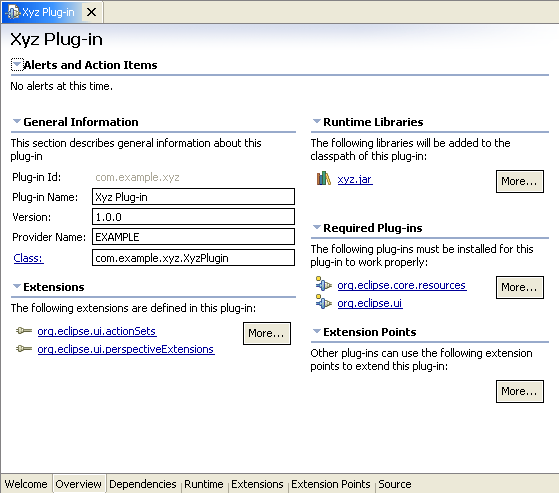 Xyz Plug-in
Xyz Plug-in
Alerts and Action Items
No alerts at this time.
General Information
This section describes general information about this
plug-in
Plug-in Id: com.example.xyz
Plug-in Name: Xyz Plug-in
Version: 1.0.0
Provider Name: EXAMPLE
Class: com.example.xyz.XyzPlugin
Extensions
The following extensions are defined in this plug-in:
org.eclipse.ui.actionSets
More...
org.eclipse.ui.perspectiveExtensions
Runtime Libraries
The following libraries will be added to the
classpath of this plug-in:
xyz.jar
More...
Required Plug-ins
The following plug-ins must be installed for this
plug-in to work properly:
org.eclipse.core.resources
More...
org.eclipse.ui
Extension Points
Other plug-ins can use the following extension
points to extend this plug-in:
More...
Welcome Overview Dependencies Runtime Extensions Extension Points Source